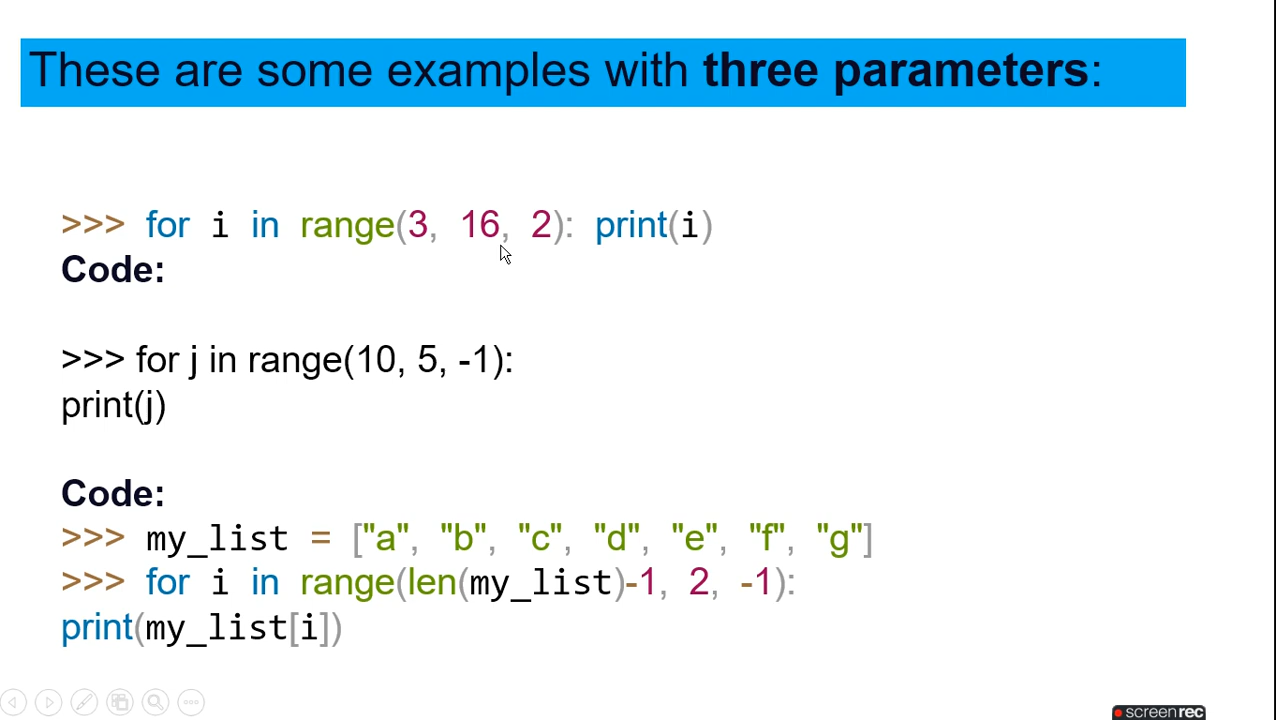 These are some examples with three parameters:
>>> for i in range(3, 16, 2): print(i)
Code:
>>> for j in range(10, 5, -1):
print(j)
Code:
>>> my_list = ["a", "b", "c", "d", "e", "f", "g"]
>>> for i in range(len(my_list)-1, 2, -1):
print(my_list[i])
screenrec